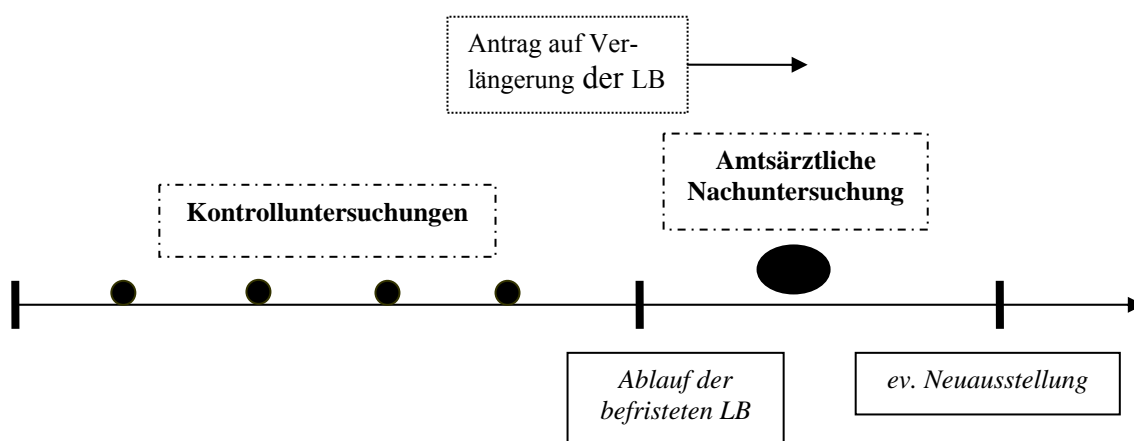 Antrag auf Ver-
längerung der LB
Amtsärztliche
Nachuntersuchung
Kontrolluntersuchungen
Ablauf der
befristeten LB
ev. Neuausstellung